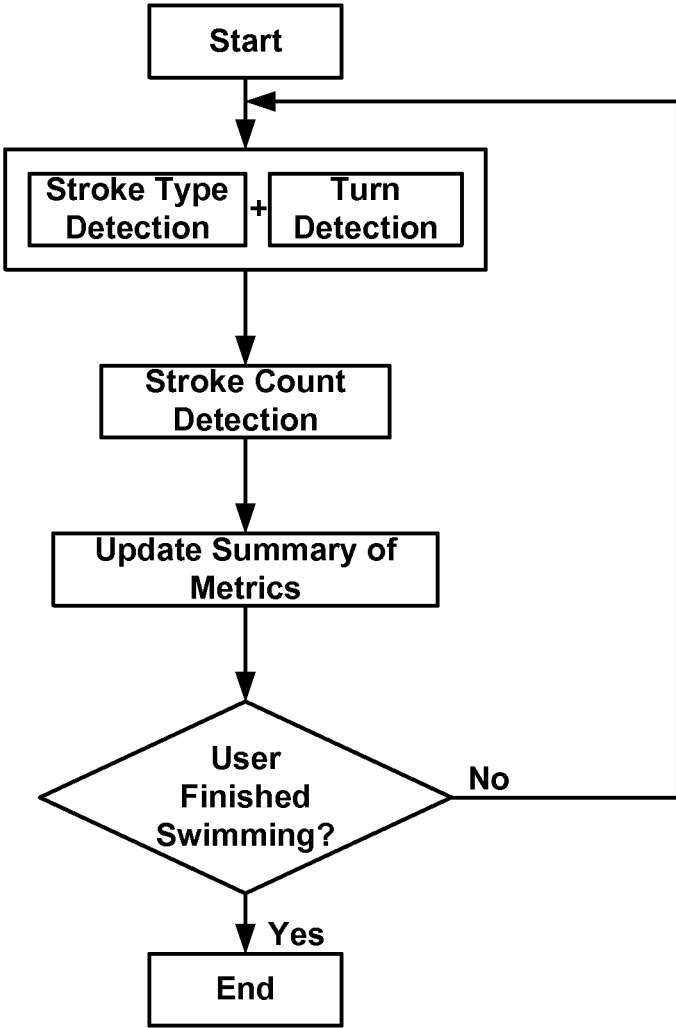 Start
Stroke Type
Detection
+
Turn
Detection
Stroke Count
Detection
Update Summary of
Metrics
User
Finished
Swimming?
No
Yes
End